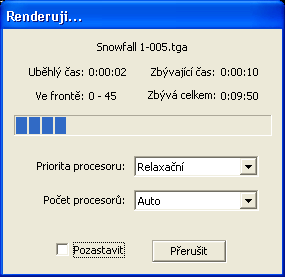 Renderuji...
Snowfall 1-005.tga
Uběhlý čas: 0:00:02 Zbývající čas: 0:00:10
Ve frontě: 0 - 45 Zbývá celkem: 0:09:50
Priorita procesoru: Relaxační
Počet procesorů: Auto
Pozastavit Přerušit